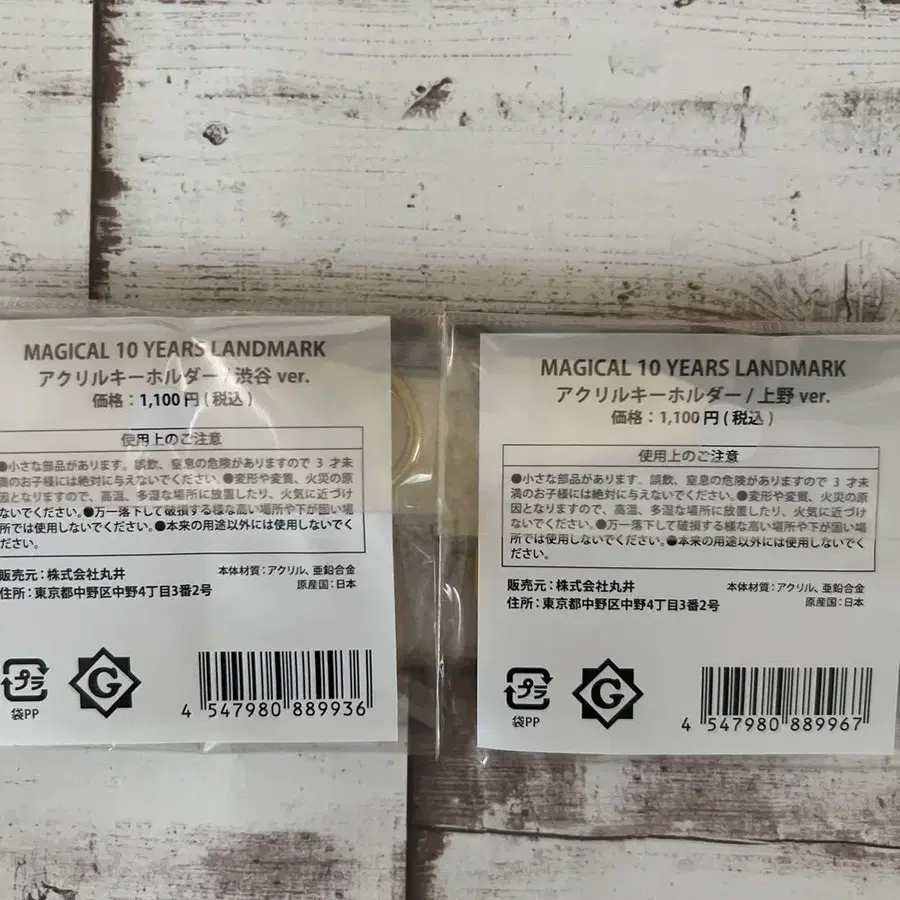 MAGICAL 10 YEARS LANDMARK
アクリルキーホルダー / 渋谷 ver.
価格：1,100 円 ( 税込 )
使用上のご注意
●小さな部品があります。誤飲、窒息の危険がありますので 3 才未
満のお子様には絶対に与えないでください。●変形や変質、火災の原
因となりますので、高温、多湿な場所に放置したり、火気に近づけ
ないでください。●万一落下して破損する様な高い場所や下が固い場
所では使用しないでください。●本来の用途以外には使用しないでく
ださい。
販売元：株式会社丸井
住所：東京都中野区中野4丁目3番2号
本体材質：アクリル、亜鉛合金
原産国：日本
プラ
袋PP
G
4 547980 889936
MAGICAL 10 YEARS LANDMARK
アクリルキーホルダー / 上野 ver.
価格：1,100 円 ( 税込 )
使用上のご注意
●小さな部品があります。誤飲、窒息の危険がありますので 3 才未
満のお子様には絶対に与えないでください。●変形や変質、火災の原
因となりますので、高温、多湿な場所に放置したり、火気に近づけ
ないでください。●万一落下して破損する様な高い場所や下が固い場
所では使用しないでください。●本来の用途以外には使用しないでく
ださい。
販売元：株式会社丸井
住所：東京都中野区中野4丁目3番2号
本体材質：アクリル、亜鉛合金
原産国：日本
プラ
袋PP
G
4 547980 889967